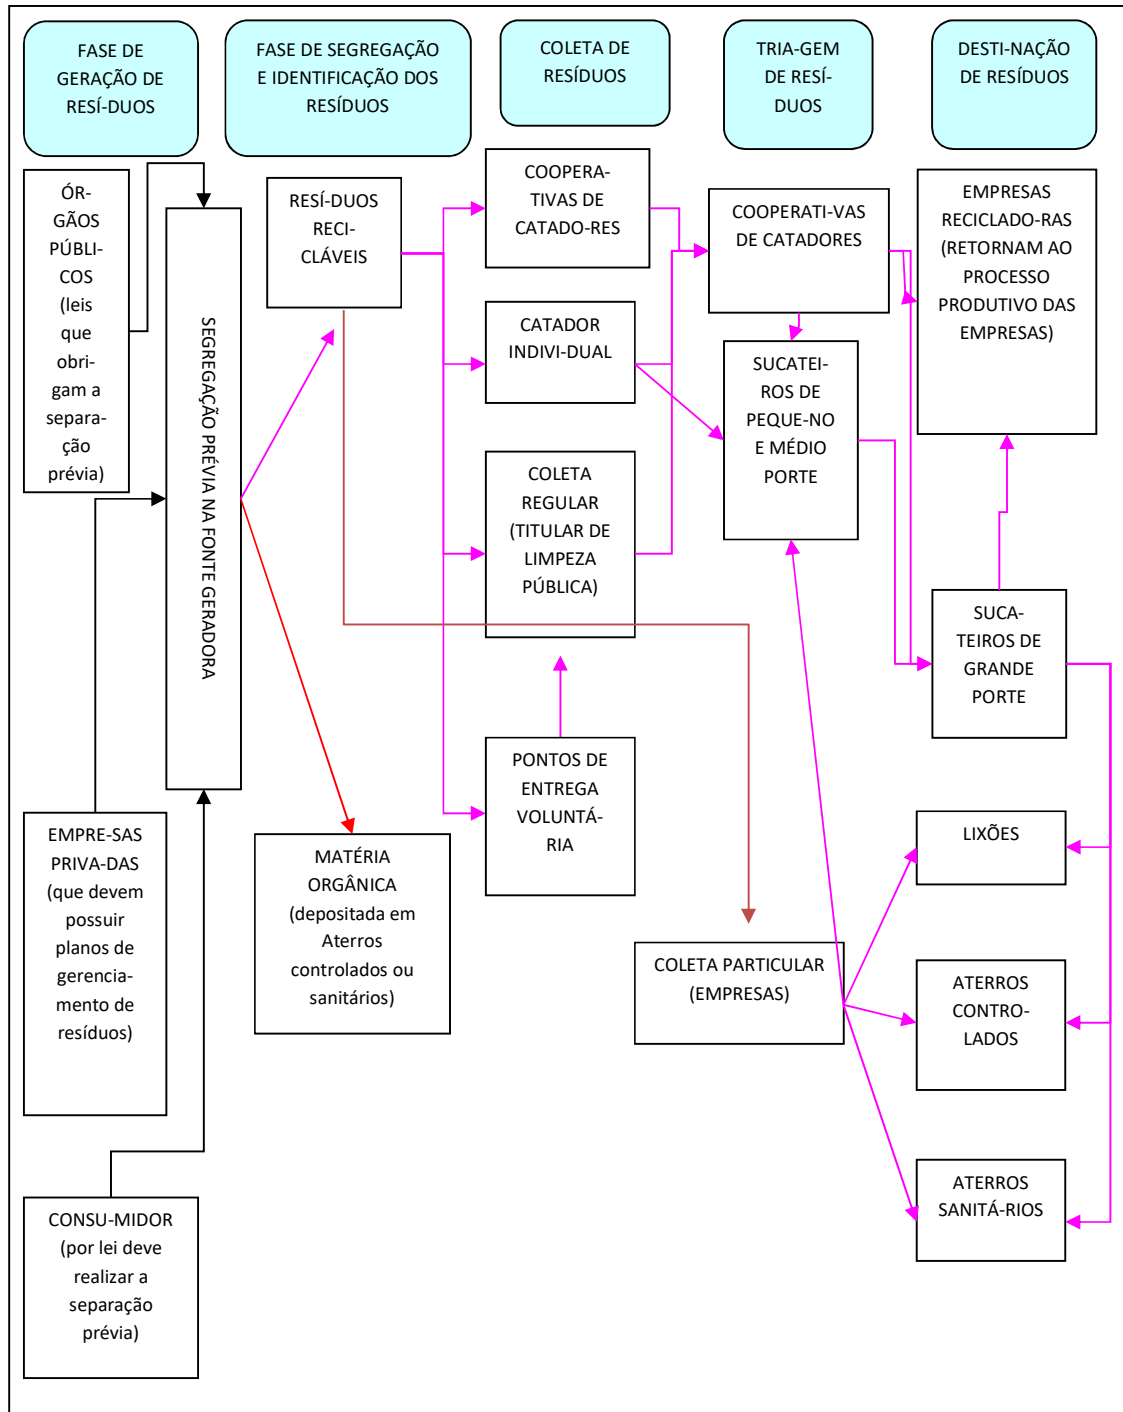 FASE DE
GERAÇÃO DE
RESÍ-DUOS
FASE DE SEGREGAÇÃO
E IDENTIFICAÇÃO DOS
RESÍDUOS
COLETA DE
RESÍDUOS
TRIA-GEM
DE RESÍ-
DUOS
DESTI-NAÇÃO
DE RESÍDUOS
ÓR-
GÃOS
PÚBLI-
COS
(leis
que
obri-
gam a
separa-
ção
prévia)
SEGREGAÇÃO PRÉVIA NA FONTE GERADORA
EMPRE-SAS
PRIVA-DAS
(que devem
possuir
planos de
gerencia-
mento de
resíduos)
CONSU-MIDOR
(por lei deve
realizar a
separação
prévia)
RESÍ-DUOS
RECI-
CLÁVEIS
MATÉRIA
ORGÂNICA
(depositada em
Aterros
controlados ou
sanitários)
COOPERA-
TIVAS DE
CATADO-RES
CATADOR
INDIVI-DUAL
COLETA
REGULAR
(TITULAR DE
LIMPEZA
PÚBLICA)
PONTOS DE
ENTREGA
VOLUNTÁ-
RIA
COOPERATI-VAS
DE CATADORES
SUCATEI-
ROS DE
PEQUE-NO
E MÉDIO
PORTE
COLETA PARTICULAR
(EMPRESAS)
EMPRESAS
RECICLADO-RAS
(RETORNAM AO
PROCESSO
PRODUTIVO DAS
EMPRESAS)
SUCA-
TEIROS DE
GRANDE
PORTE
LIXÕES
ATERROS
CONTRO-
LADOS
ATERROS
SANITÁ-RIOS